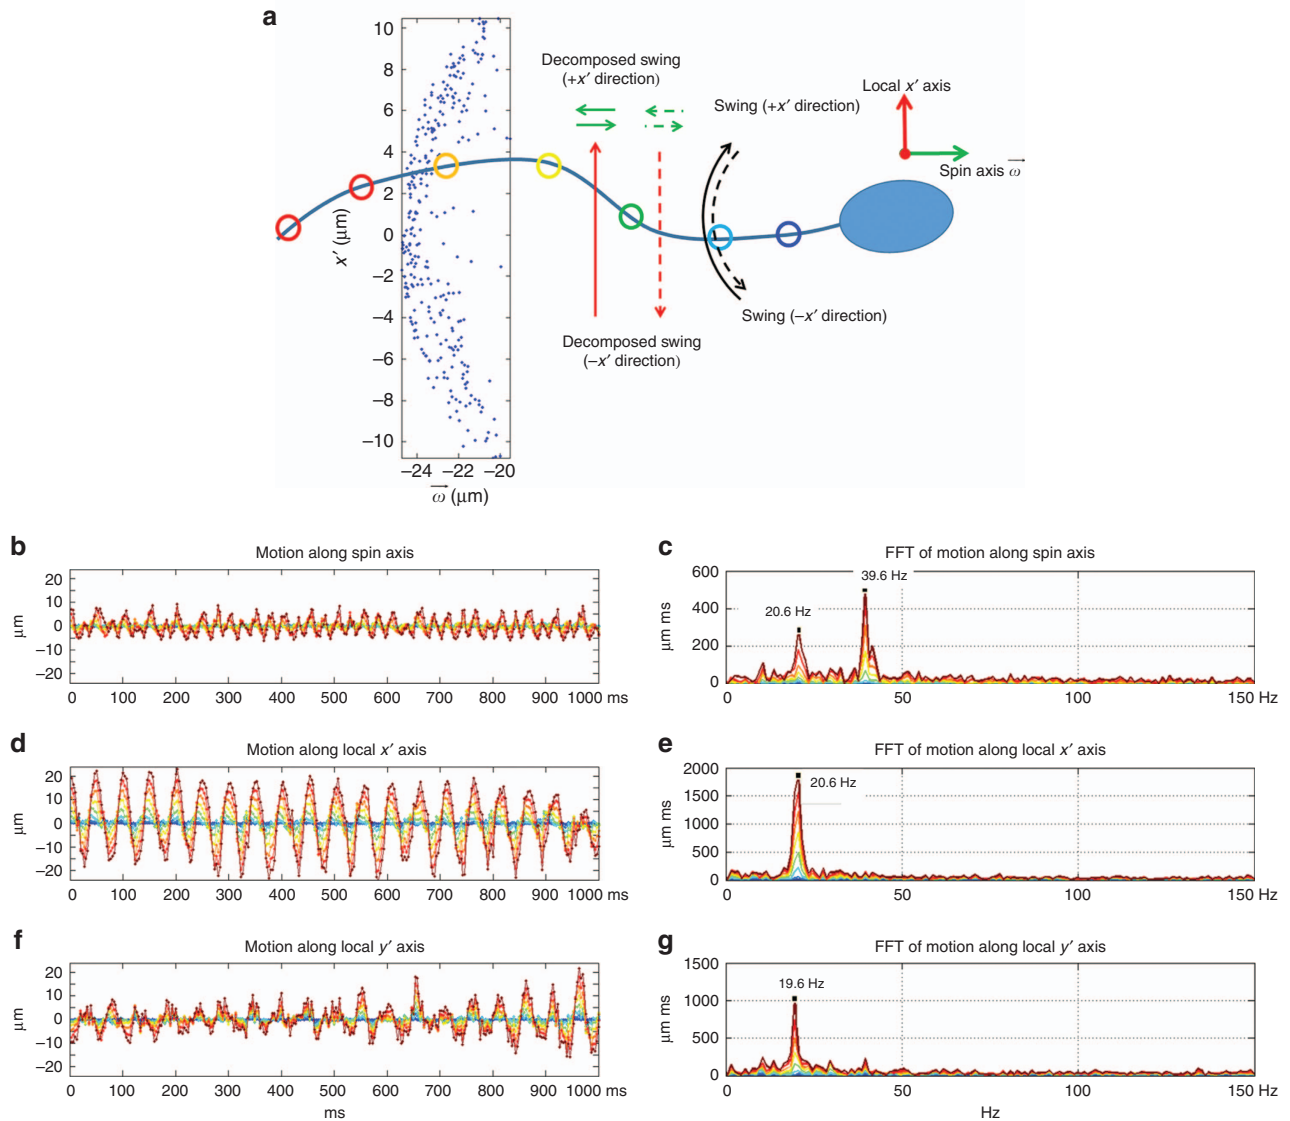 a
10
8
6
4
2
0
−2
−4
−6
−8
−10
x′ (μm)
−24 −22 −20
ω (μm)
Decomposed swing
(+x′ direction)
Swing (+x′ direction)
Local x′ axis
Spin axis ω
Swing (−x′ direction)
Decomposed swing
(−x′ direction)
b
Motion along spin axis
20
10
0
−10
−20
μm
0 100 200 300 400 500 600 700 800 900 1000 ms
c
FFT of motion along spin axis
39.6 Hz
20.6 Hz
600
400
200
0
μm ms
0 50 100 150 Hz
d
Motion along local x′ axis
20
10
0
−10
−20
μm
0 100 200 300 400 500 600 700 800 900 1000 ms
e
FFT of motion along local x′ axis
20.6 Hz
2000
1500
1000
500
0
μm ms
0 50 100 150 Hz
f
Motion along local y′ axis
20
10
0
−10
−20
μm
0 100 200 300 400 500 600 700 800 900 1000 ms
ms
g
FFT of motion along local y′ axis
19.6 Hz
1500
1000
500
0
μm ms
0 50 100 150 Hz
Hz